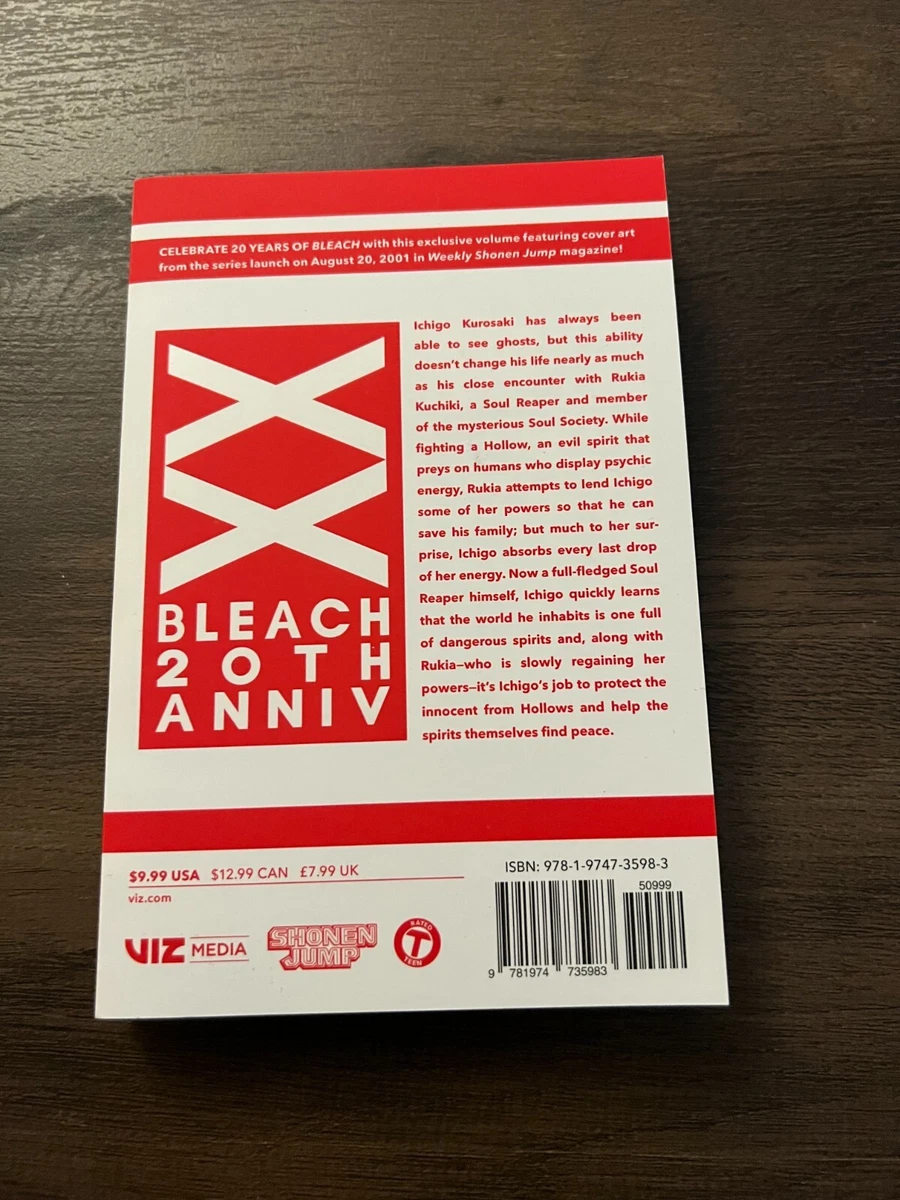 CELEBRATE 20 YEARS OF BLEACH with this exclusive volume featuring cover art
from the series launch on August 20, 2001 in Weekly Shonen Jump magazine!
BLEACH
20TH
ANNIV
Ichigo Kurosaki has always been
able to see ghosts, but this ability
doesn't change his life nearly as much
as his close encounter with Rukia
Kuchiki, a Soul Reaper and member
of the mysterious Soul Society. While
fighting a Hollow, an evil spirit that
preys on humans who display psychic
energy, Rukia attempts to lend Ichigo
some of her powers so that he can
save his family; but much to her sur-
prise, Ichigo absorbs every last drop
of her energy. Now a full-fledged Soul
Reaper himself, Ichigo quickly learns
that the world he inhabits is one full
of dangerous spirits and, along with
Rukia—who is slowly regaining her
powers—it's Ichigo's job to protect the
innocent from Hollows and help the
spirits themselves find peace.
$9.99 USA $12.99 CAN £7.99 UK
viz.com
VIZ MEDIA
SHONEN
JUMP
RATED
T
TEEN
ISBN: 978-1-9747-3598-3
50999
9 781974 735983